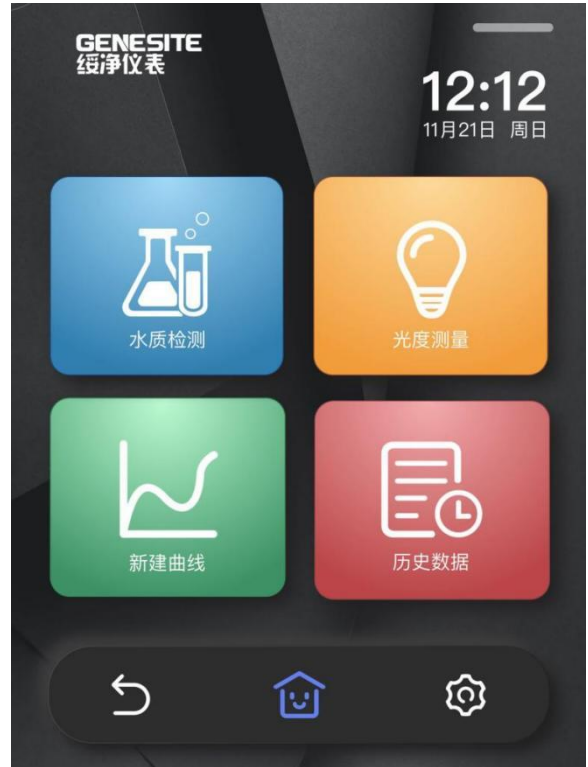 GENESITE
绥净仪表
12:12
11月21日 周日
水质检测
光度测量
新建曲线
历史数据